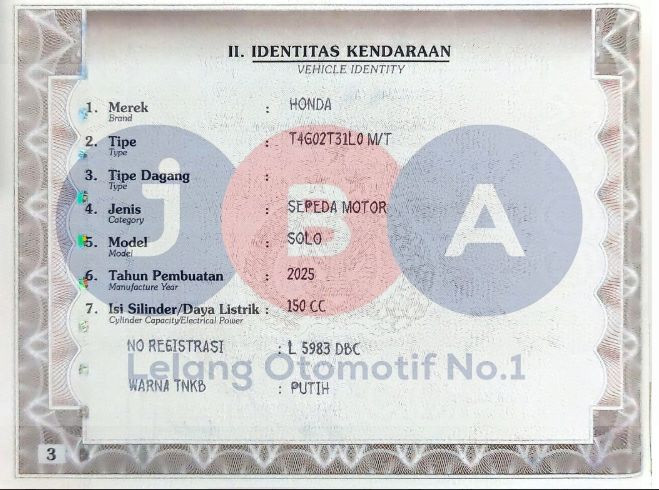 II. IDENTITAS KENDARAAN
VEHICLE IDENTITY
1. Merek : HONDA
Brand
2. Tipe : T4G02T31L0 M/T
Type
3. Tipe Dagang :
Type
4. Jenis : SEPEDA MOTOR
Category
5. Model : SOLO
Model
6. Tahun Pembuatan : 2025
Manufacture Year
7. Isi Silinder/Daya Listrik : 150 CC
Cylinder Capacity/Electrical Power
NO REGISTRASI : L 5983 DBC
WARNA TNKB : PUTIH
jBA
Lelang Otomotif No.1
3